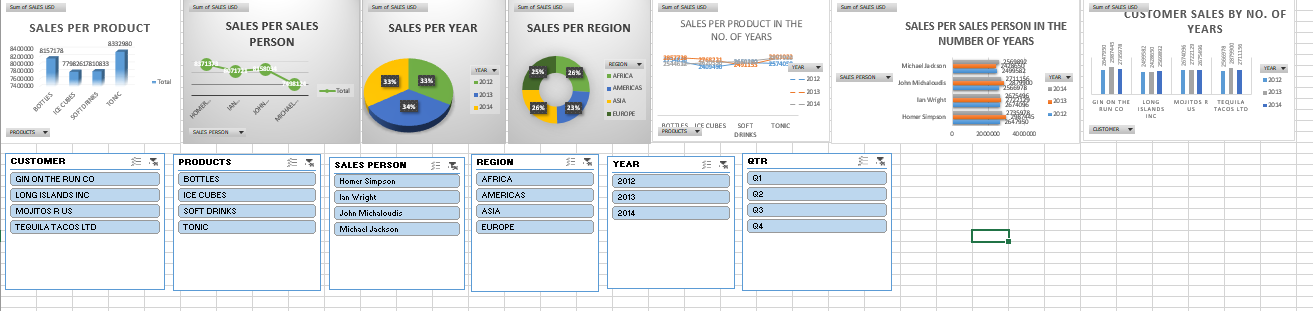 Sum of SALES USD
SALES PER PRODUCT
8400000
8200000
8000000
7800000
7600000
7400000
8157178
7798261
7810833
8332980
BOTTLES
ICE CUBES
SOFT DRINKS
TONIC
Total
PRODUCTS
Sum of SALES USD
SALES PER SALES
PERSON
HOMER...
IAN...
JOHN...
MICHAEL...
Total
SALES PERSON
Sum of SALES USD
SALES PER YEAR
33%
33%
34%
YEAR
2012
2013
2014
Sum of SALES USD
SALES PER REGION
25%
26%
26%
23%
REGION
AFRICA
AMERICAS
ASIA
EUROPE
Sum of SALES USD
SALES PER PRODUCT IN THE
NO. OF YEARS
BOTTLES
ICE CUBES
SOFT
DRINKS
TONIC
YEAR
2012
2013
2014
PRODUCTS
Sum of SALES USD
SALES PER SALES PERSON IN THE
NUMBER OF YEARS
SALES PERSON
Michael Jackson
John Michaloudis
Ian Wright
Homer Simpson
2569892
2499582
2711156
2566978
2675496
2674096
2735978
2647950
0
2000000
4000000
YEAR
2014
2013
2012
Sum of SALES USD
CUSTOMER SALES BY NO. OF
YEARS
GIN ON THE
RUN CO
LONG
ISLANDS
INC
MOJITOS R
US
TEQUILA
TACOS LTD
YEAR
2012
2013
2014
CUSTOMER
CUSTOMER
GIN ON THE RUN CO
LONG ISLANDS INC
MOJITOS R US
TEQUILA TACOS LTD
PRODUCTS
BOTTLES
ICE CUBES
SOFT DRINKS
TONIC
SALES PERSON
Homer Simpson
Ian Wright
John Michaloudis
Michael Jackson
REGION
AFRICA
AMERICAS
ASIA
EUROPE
YEAR
2012
2013
2014
QTR
Q1
Q2
Q3
Q4